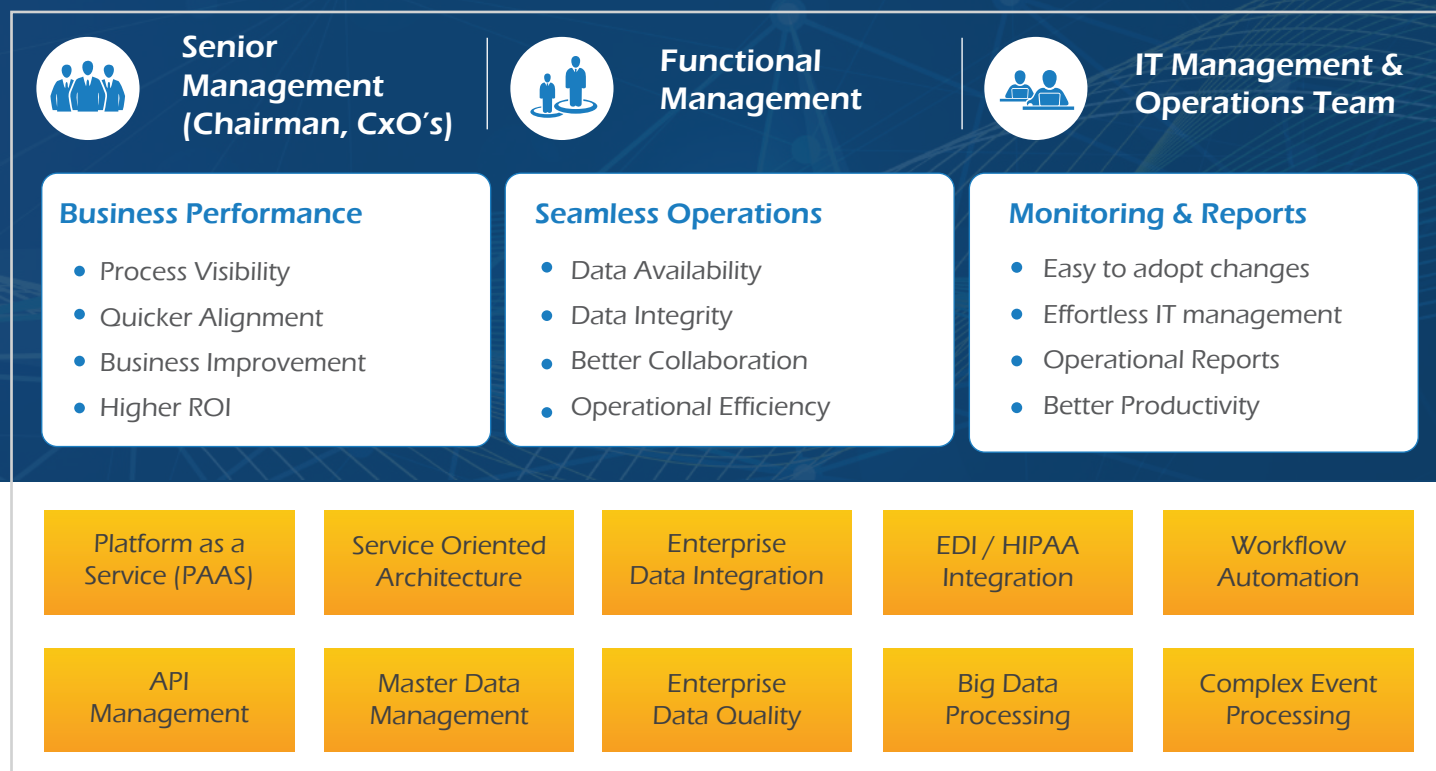 Senior
Management
(Chairman, CxO's)
Functional
Management
IT Management &
Operations Team
Business Performance
Process Visibility
Quicker Alignment
Business Improvement
Higher ROI
Seamless Operations
Data Availability
Data Integrity
Better Collaboration
Operational Efficiency
Monitoring & Reports
Easy to adopt changes
Effortless IT management
Operational Reports
Better Productivity
Platform as a
Service (PAAS)
Service Oriented
Architecture
Enterprise
Data Integration
EDI / HIPAA
Integration
Workflow
Automation
API
Management
Master Data
Management
Enterprise
Data Quality
Big Data
Processing
Complex Event
Processing